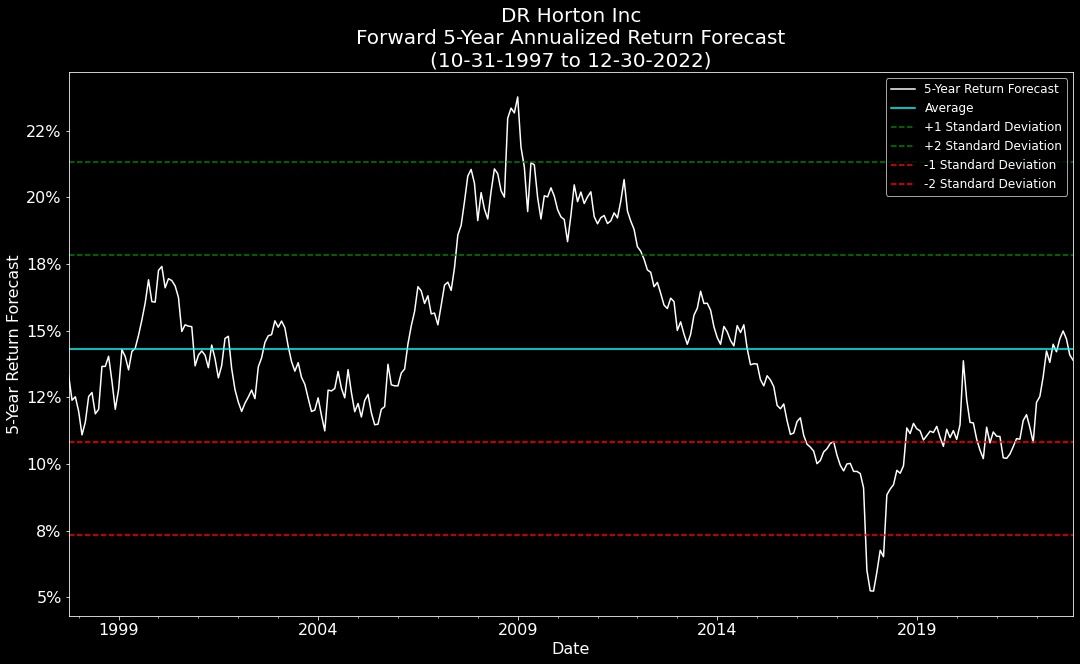 DR Horton Inc
Forward 5-Year Annualized Return Forecast
(10-31-1997 to 12-30-2022)
5-Year Return Forecast
Average
+1 Standard Deviation
+2 Standard Deviation
-1 Standard Deviation
-2 Standard Deviation
22%
20%
18%
15%
12%
10%
8%
5%
5-Year Return Forecast
1999
2004
2009
2014
2019
Date